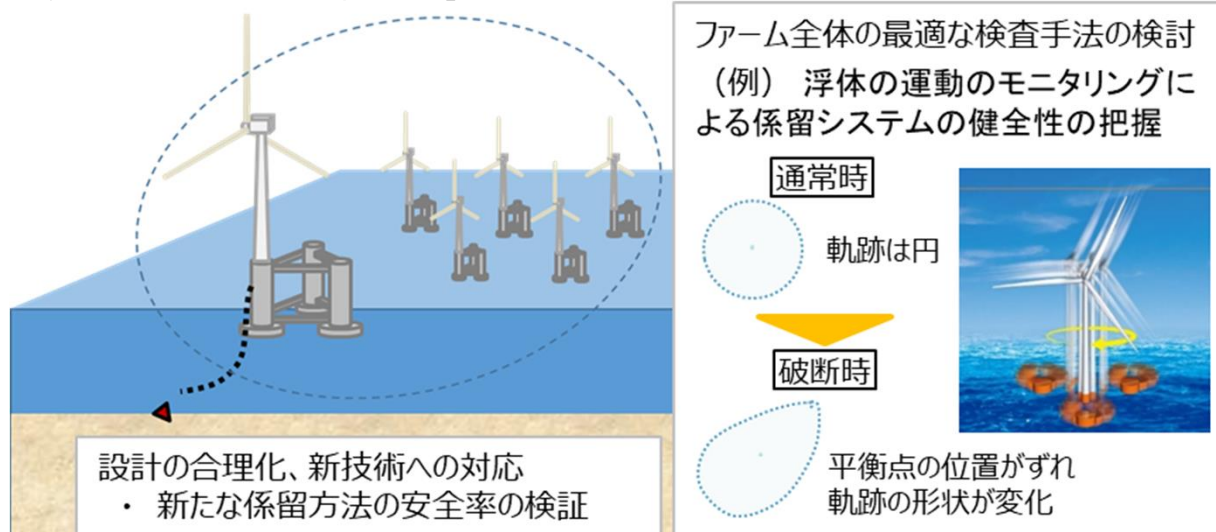 設計の合理化、新技術への対応
・ 新たな係留方法の安全率の検証
ファーム全体の最適な検査手法の検討
（例） 浮体の運動のモニタリングに
よる係留システムの健全性の把握
通常時
軌跡は円
破断時
平衡点の位置がずれ
軌跡の形状が変化